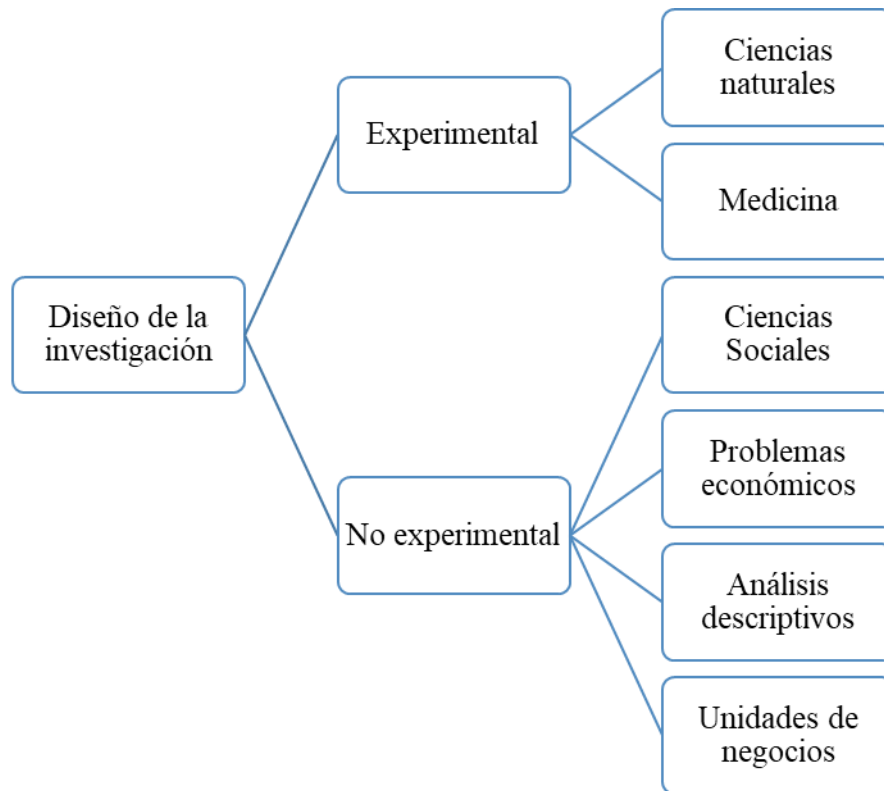 Diseño de la
investigación
Experimental
Ciencias
naturales
Medicina
No experimental
Ciencias
Sociales
Problemas
económicos
Análisis
descriptivos
Unidades de
negocios